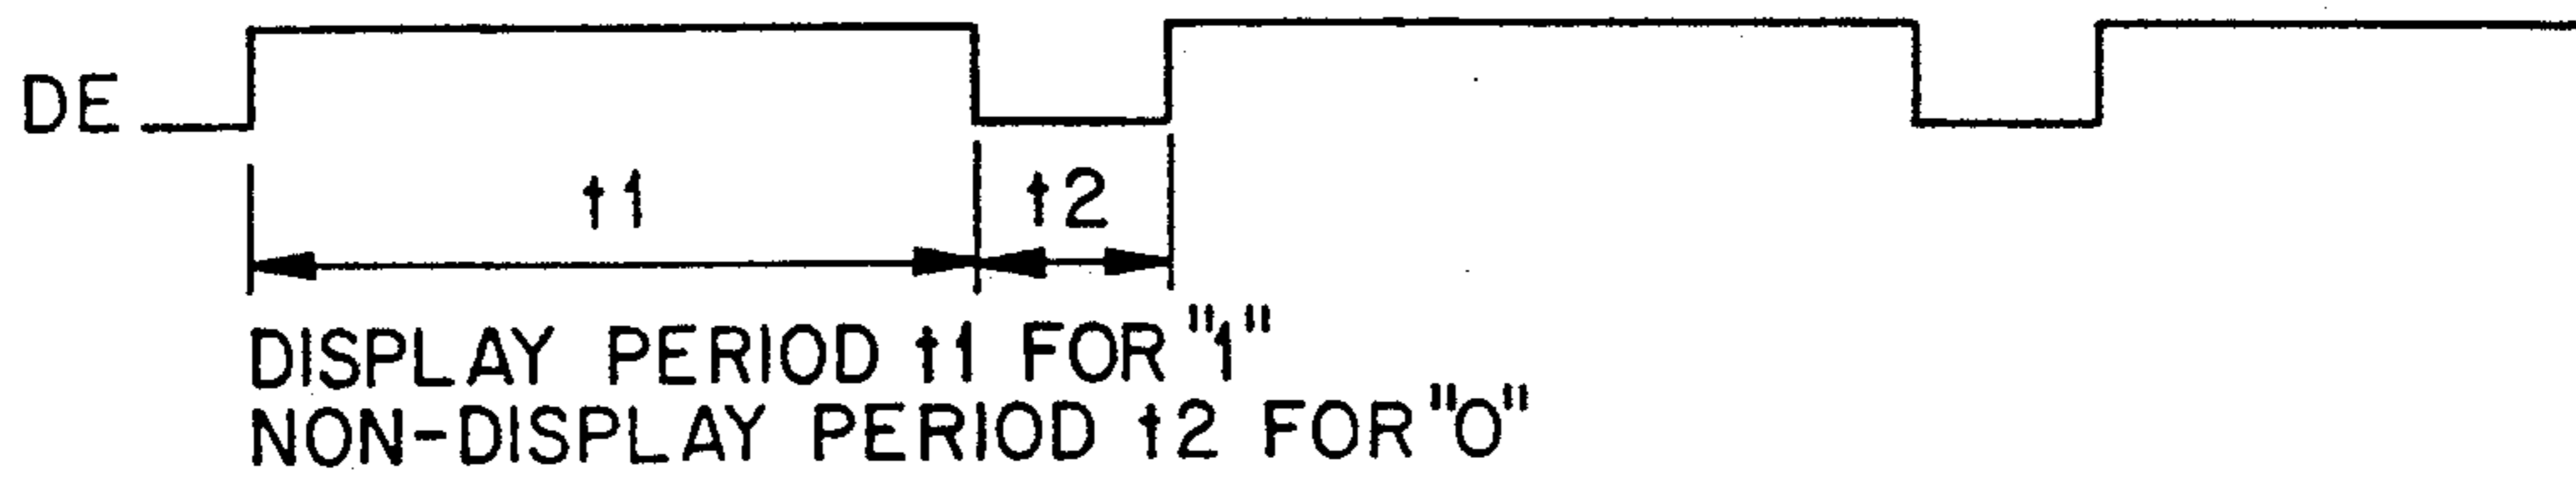 DE
t1 t2
DISPLAY PERIOD t1 FOR "1"
NON-DISPLAY PERIOD t2 FOR "0"